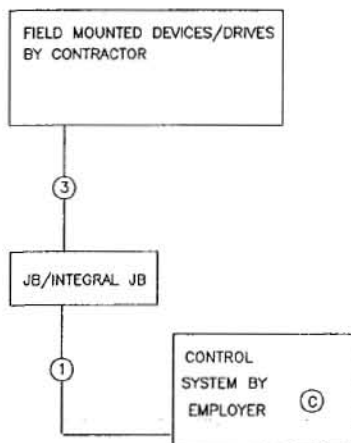 FIELD MOUNTED DEVICES/DRIVES
BY CONTRACTOR
3
JB/INTEGRAL JB
1
CONTROL
SYSTEM BY
EMPLOYER C